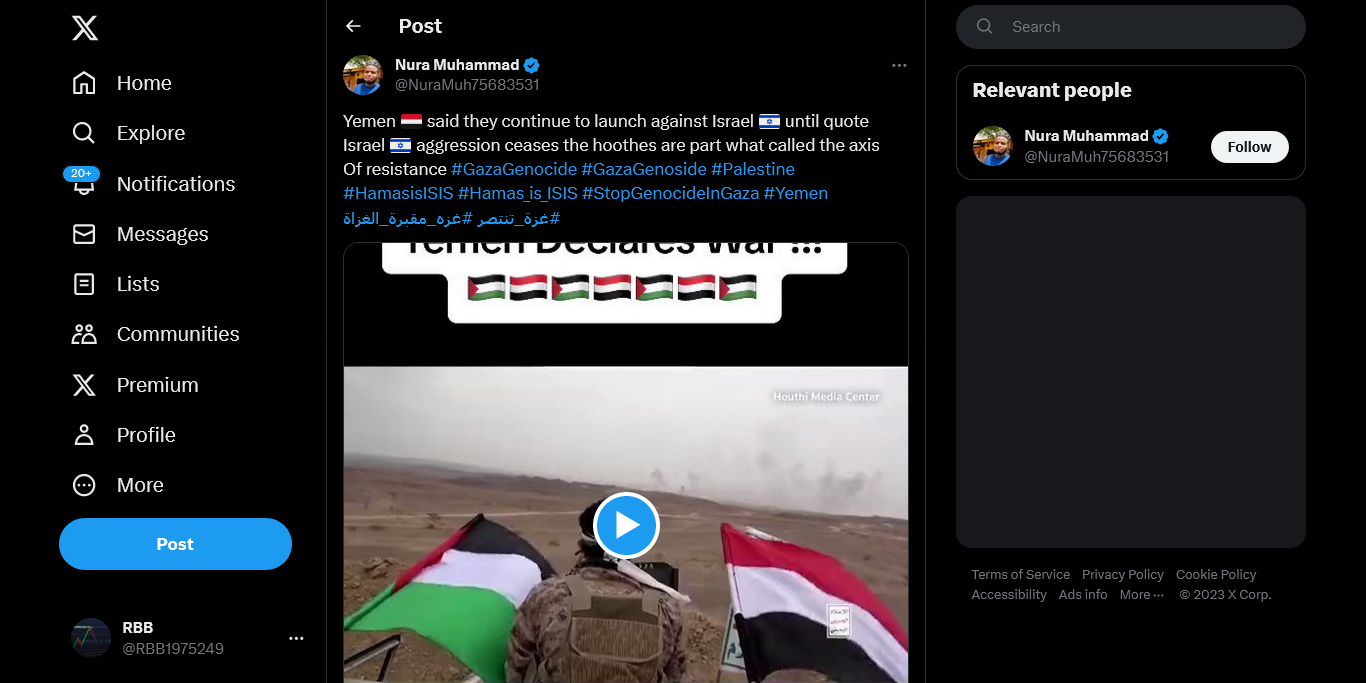 Post
Search
Nura Muhammad
@NuraMuh75683531
Home
Explore
20+
Notifications
Messages
Lists
Communities
Premium
Profile
More
Post
RBB
@RBB1975249
Yemen 🇾🇪 said they continue to launch against Israel 🇮🇱 until quote
Israel 🇮🇱 aggression ceases the hoothes are part what called the axis
Of resistance #GazaGenocide #GazaGenoside #Palestine
#HamasisISIS #Hamas_is_ISIS #StopGenocideInGaza #Yemen
#غزة_تنتصر #غزة_مقبرة_الغزاة
Yemen Declares War !!!
🇵🇸🇾🇪🇵🇸🇾🇪🇵🇸🇾🇪🇵🇸
Houthi Media Center
Relevant people
Nura Muhammad
@NuraMuh75683531
Follow
Terms of Service Privacy Policy Cookie Policy
Accessibility Ads info More ··· © 2023 X Corp.